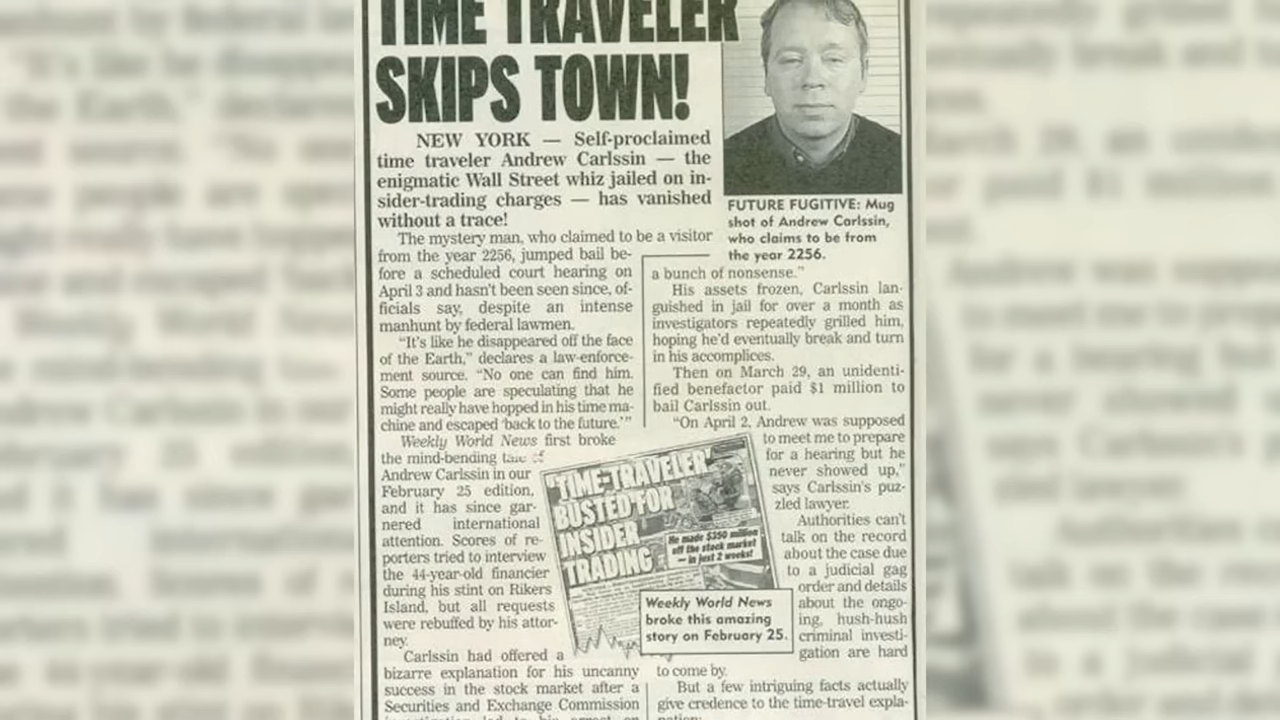 TIME TRAVELER
SKIPS TOWN!
NEW YORK — Self-proclaimed
time traveler Andrew Carlssin — the
enigmatic Wall Street whiz jailed on in-
sider-trading charges — has vanished
without a trace!
The mystery man, who claimed to be a visitor
from the year 2256, jumped bail be-
fore a scheduled court hearing on
April 3 and hasn't been seen since, of-
ficials say, despite an intense
manhunt by federal lawmen.
"It's like he disappeared off the face
of the Earth," declares a law-enforce-
ment source. "No one can find him.
Some people are speculating that he
might really have hopped in his time ma-
chine and escaped 'back to the future.'"
Weekly World News first broke
the mind-bending tale of
Andrew Carlssin in our
February 25 edition,
and it has since gar-
nered international
attention. Scores of re-
porters tried to interview
the 44-year-old financier
during his stint on Rikers
Island, but all requests
were rebuffed by his attor-
ney.
Carlssin had offered a
bizarre explanation for his uncanny
success in the stock market after a
Securities and Exchange Commission
investigation led to his arrest on
FUTURE FUGITIVE: Mug
shot of Andrew Carlssin,
who claims to be from
the year 2256.
a bunch of nonsense."
His assets frozen, Carlssin lan-
guished in jail for over a month as
investigators repeatedly grilled him,
hoping he'd eventually break and turn
in his accomplices.
Then on March 29, an unidenti-
fied benefactor paid $1 million to
bail Carlssin out.
"On April 2, Andrew was supposed
to meet me to prepare
for a hearing but he
never showed up,"
says Carlssin's puz-
zled lawyer.
Authorities can't
talk on the record
about the case due
to a judicial gag
order and details
about the ongo-
ing, hush-hush
criminal investi-
gation are hard
to come by.
But a few intriguing facts actually
give credence to the time-travel expla-
nation:
"TIME-TRAVELER"
BUSTED FOR
INSIDER
TRADING
He made $350 million
off the stock market
— in just 2 weeks!
Weekly World News
broke this amazing
story on February 25.